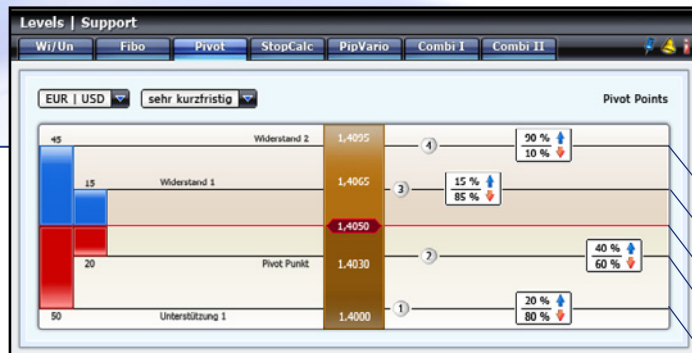 Levels | Support
Wi/Un Fibo Pivot StopCalc PipVario Combi I Combi II
EUR | USD sehr kurzfristig Pivot Points
45 Widerstand 2 1,4095 4 90 % 10 %
15 Widerstand 1 1,4065 3 15 % 85 %
1,4050
20 Pivot Punkt 1,4030 2 40 % 60 %
50 Unterstützung 1 1,4000 1 20 % 80 %